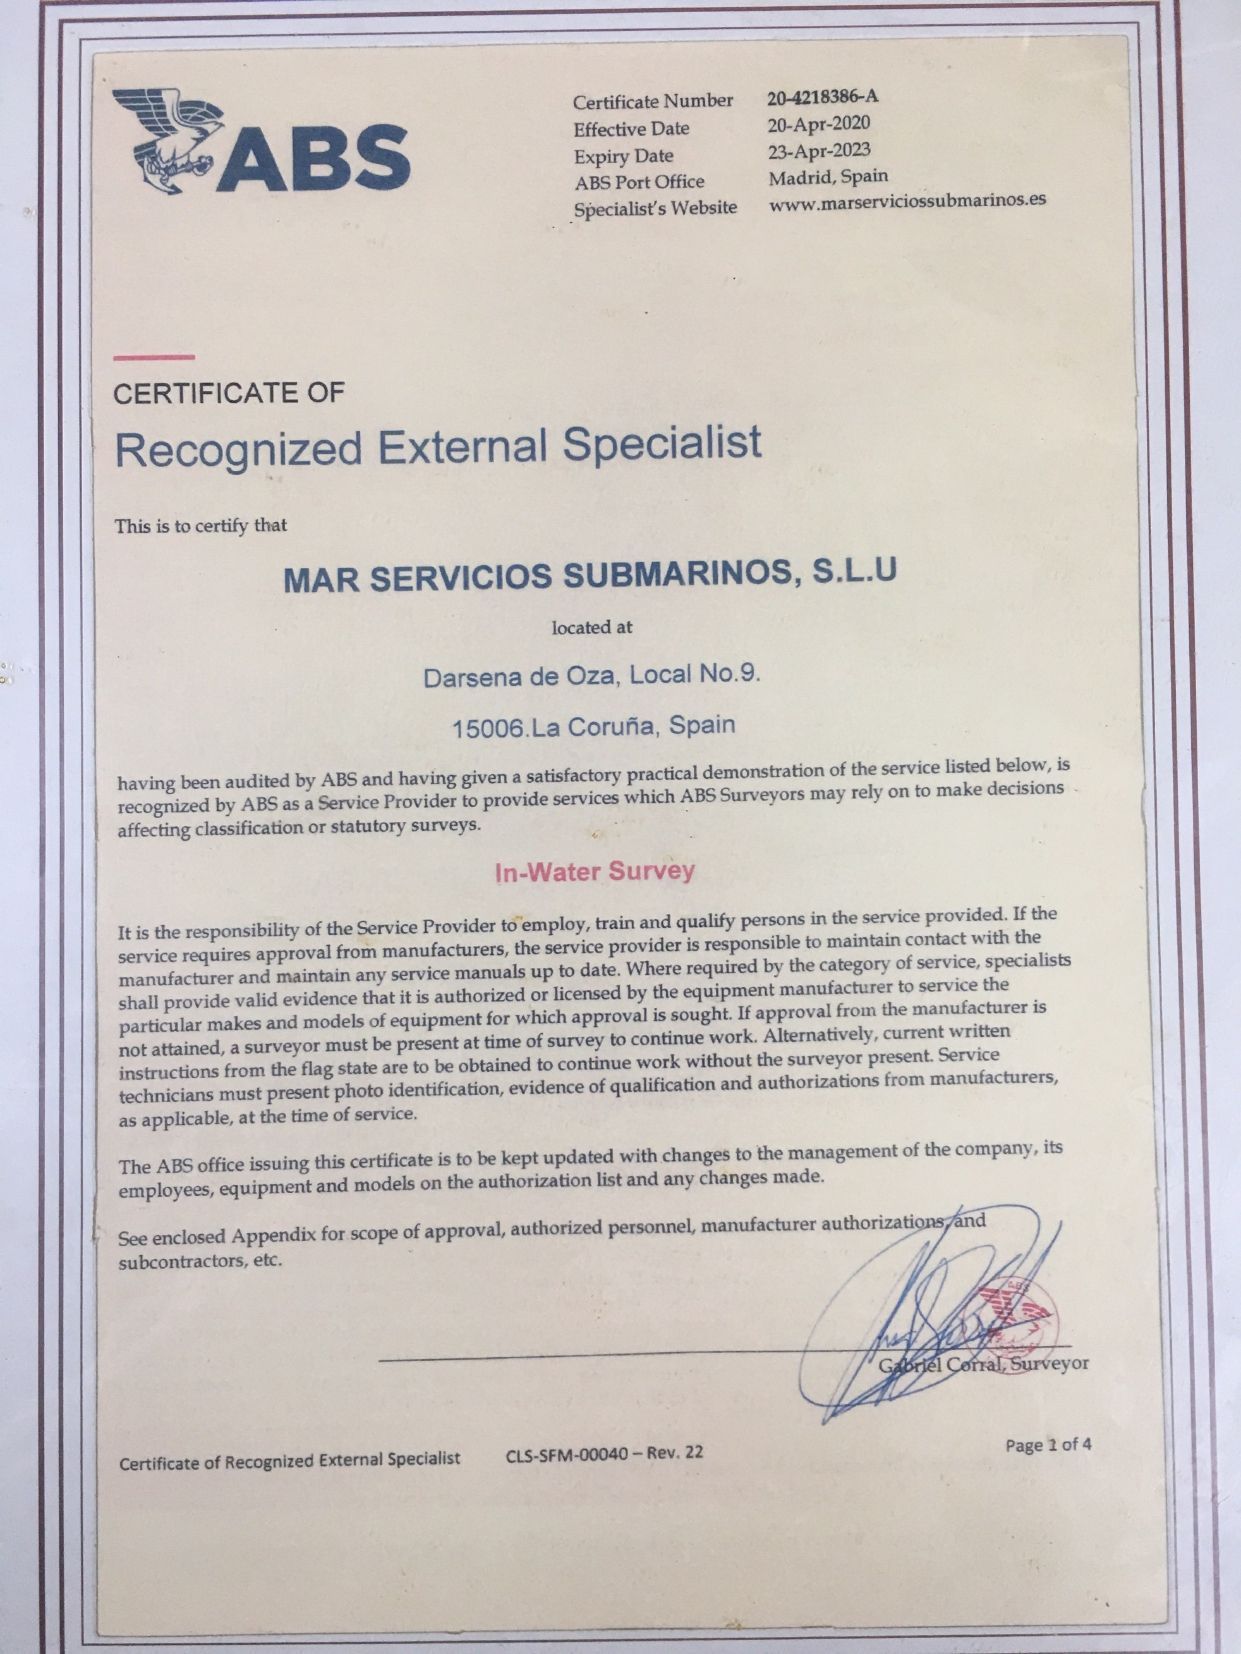 ABS
Certificate Number 20-4218386-A
Effective Date 20-Apr-2020
Expiry Date 23-Apr-2023
ABS Port Office Madrid, Spain
Specialist's Website www.marserviciossubmarinos.es
CERTIFICATE OF
Recognized External Specialist
This is to certify that
MAR SERVICIOS SUBMARINOS, S.L.U
located at
Darsena de Oza, Local No.9.
15006.La Coruña, Spain
having been audited by ABS and having given a satisfactory practical demonstration of the service listed below, is
recognized by ABS as a Service Provider to provide services which ABS Surveyors may rely on to make decisions
affecting classification or statutory surveys.
In-Water Survey
It is the responsibility of the Service Provider to employ, train and qualify persons in the service provided. If the
service requires approval from manufacturers, the service provider is responsible to maintain contact with the
manufacturer and maintain any service manuals up to date. Where required by the category of service, specialists
shall provide valid evidence that it is authorized or licensed by the equipment manufacturer to service the
particular makes and models of equipment for which approval is sought. If approval from the manufacturer is
not attained, a surveyor must be present at time of survey to continue work. Alternatively, current written
instructions from the flag state are to be obtained to continue work without the surveyor present. Service
technicians must present photo identification, evidence of qualification and authorizations from manufacturers,
as applicable, at the time of service.
The ABS office issuing this certificate is to be kept updated with changes to the management of the company, its
employees, equipment and models on the authorization list and any changes made.
See enclosed Appendix for scope of approval, authorized personnel, manufacturer authorizations, and
subcontractors, etc.
ABS
Gabriel Corral, Surveyor
Certificate of Recognized External Specialist CLS-SFM-00040 – Rev. 22 Page 1 of 4